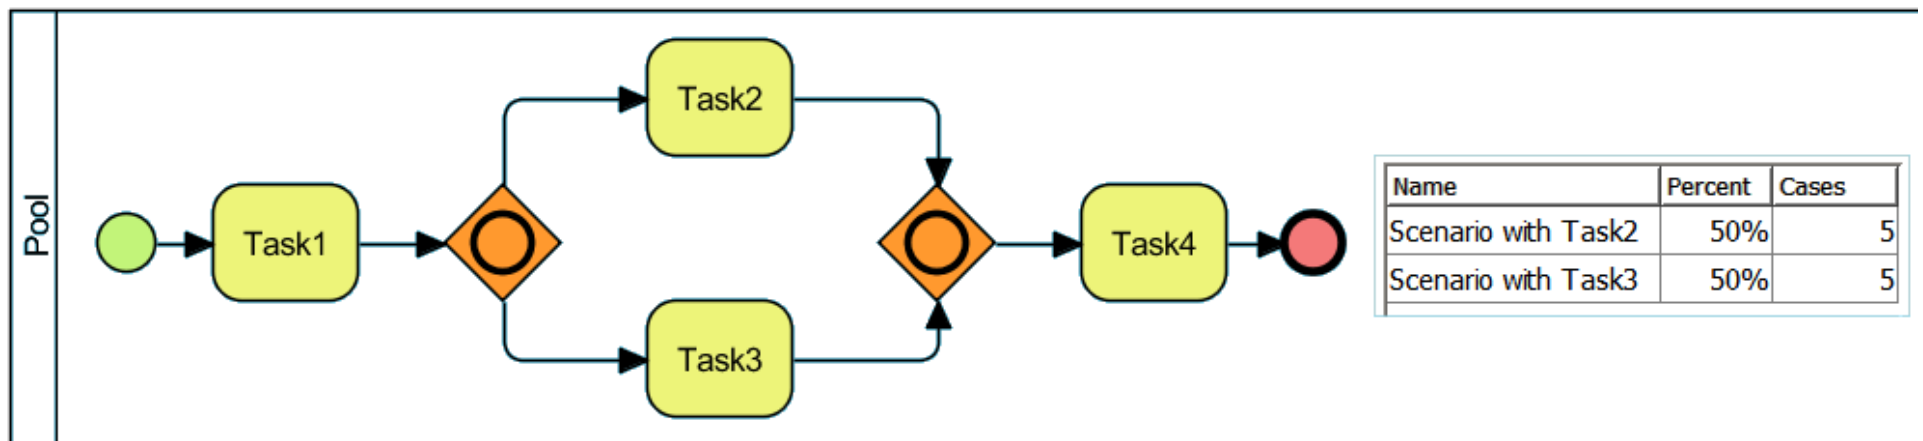 Pool
Task1
Task2
Task3
Task4
Name Percent Cases
Scenario with Task2 50% 5
Scenario with Task3 50% 5